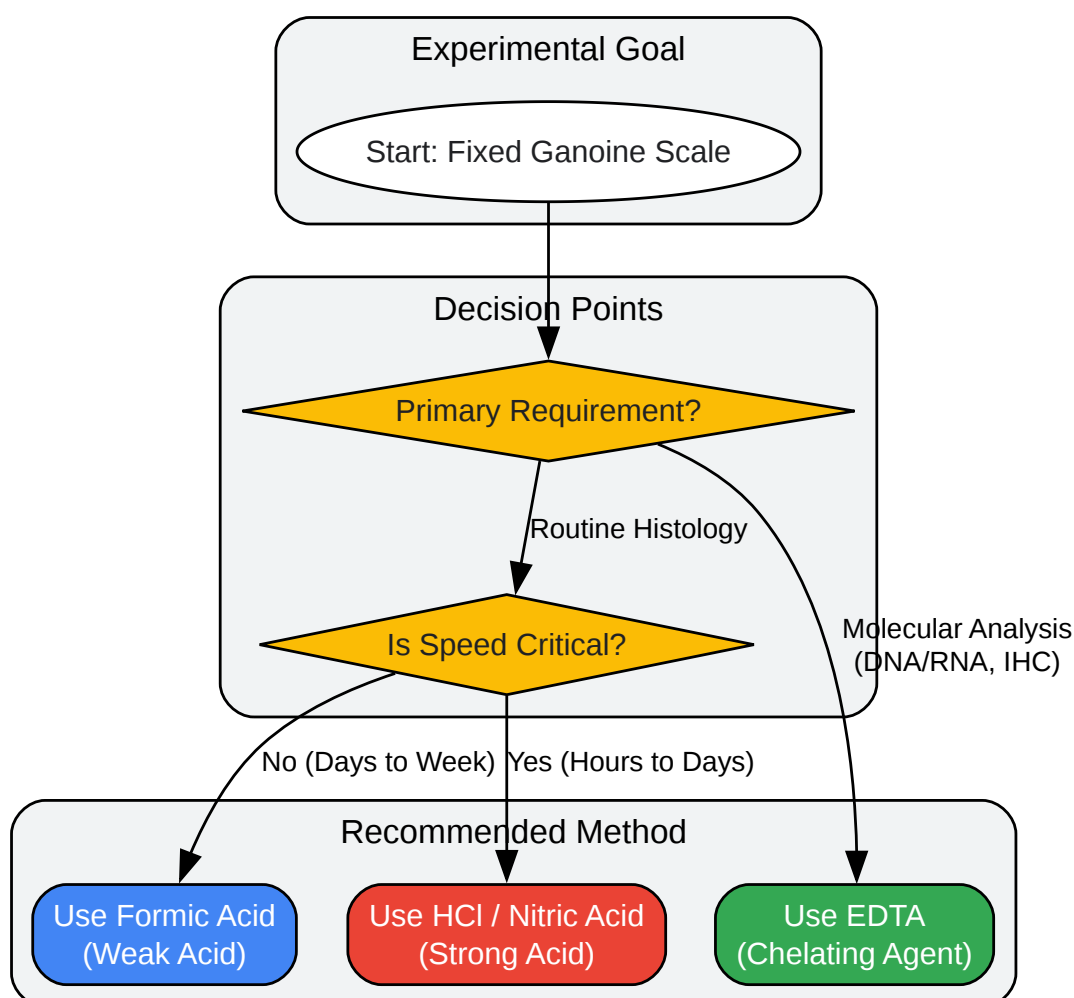 Experimental Goal
Start: Fixed Ganoine Scale
Decision Points
Primary Requirement?
Routine Histology
Molecular Analysis
(DNA/RNA, IHC)
Is Speed Critical?
No (Days to Week)
Yes (Hours to Days)
Recommended Method
Use Formic Acid
(Weak Acid)
Use HCl / Nitric Acid
(Strong Acid)
Use EDTA
(Chelating Agent)